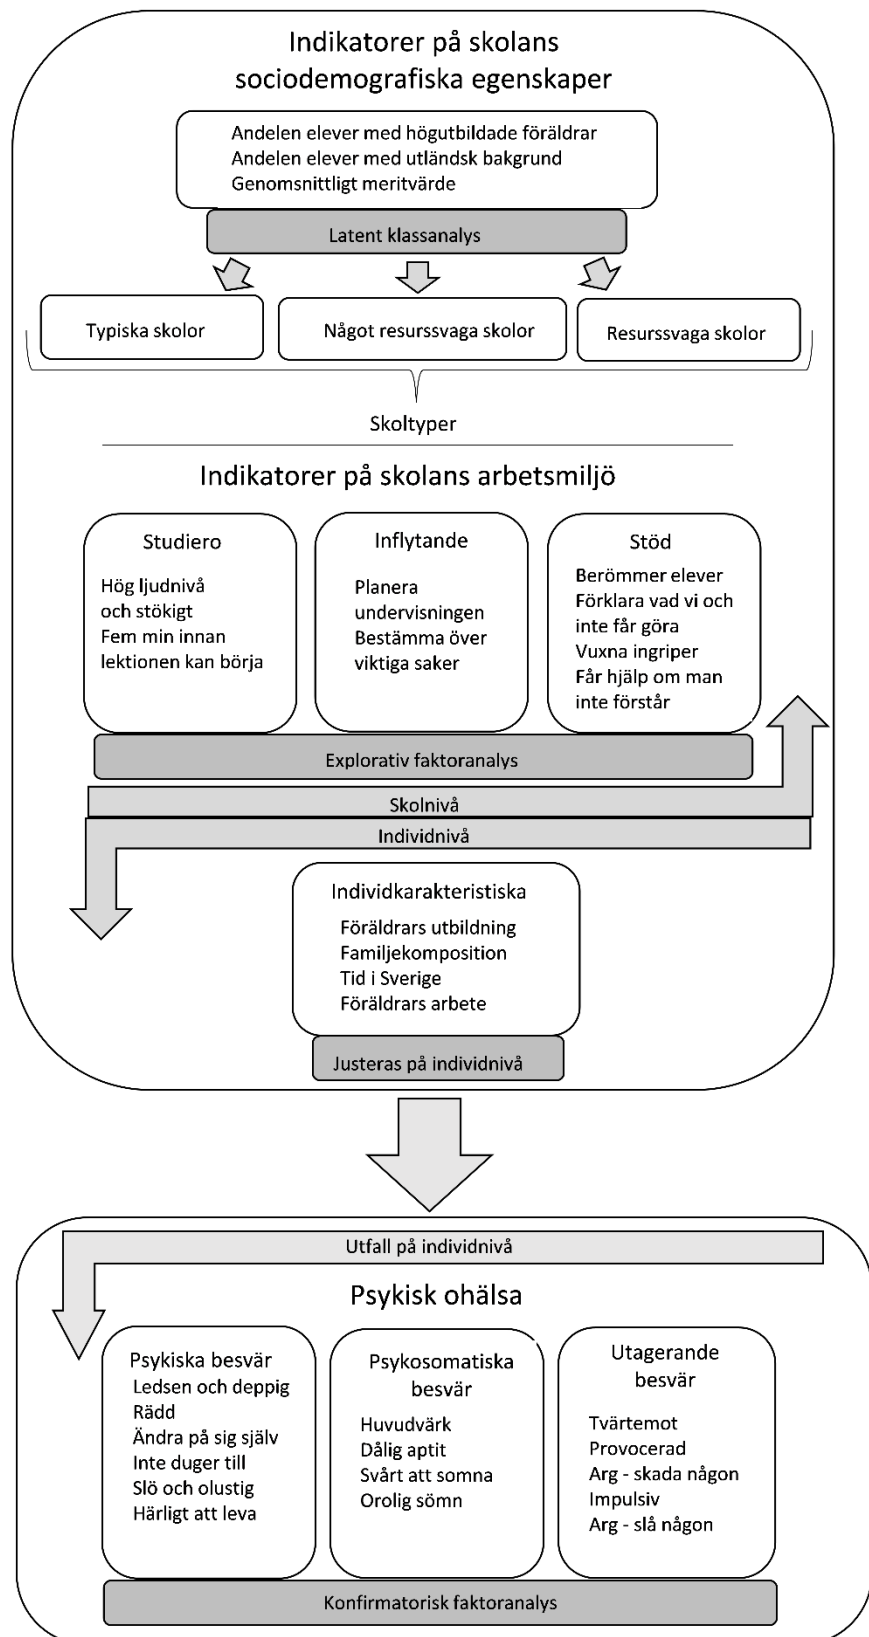 Indikatorer på skolans
sociodemografiska egenskaper
Andelen elever med högutbildade föräldrar
Andelen elever med utländsk bakgrund
Genomsnittligt meritvärde
Latent klassanalys
Typiska skolor
Något resurssvaga skolor
Resurssvaga skolor
Skoltyper
Indikatorer på skolans arbetsmiljö
Studiero
Hög ljudnivå
och stökigt
Fem min innan
lektionen kan börja
Inflytande
Planera
undervisningen
Bestämma över
viktiga saker
Stöd
Berömmer elever
Förklara vad vi och
inte får göra
Vuxna ingriper
Får hjälp om man
inte förstår
Explorativ faktoranalys
Skolnivå
Individnivå
Individkarakteristiska
Föräldrars utbildning
Familjekomposition
Tid i Sverige
Föräldrars arbete
Justeras på individnivå
Utfall på individnivå
Psykisk ohälsa
Psykiska besvär
Ledsen och deppig
Rädd
Ändra på sig själv
Inte duger till
Slö och olustig
Härligt att leva
Psykosomatiska
besvär
Huvudvärk
Dålig aptit
Svårt att somna
Orolig sömn
Utagerande
besvär
Tvärtemot
Provocerad
Arg - skada någon
Impulsiv
Arg - slå någon
Konfirmatorisk faktoranalys